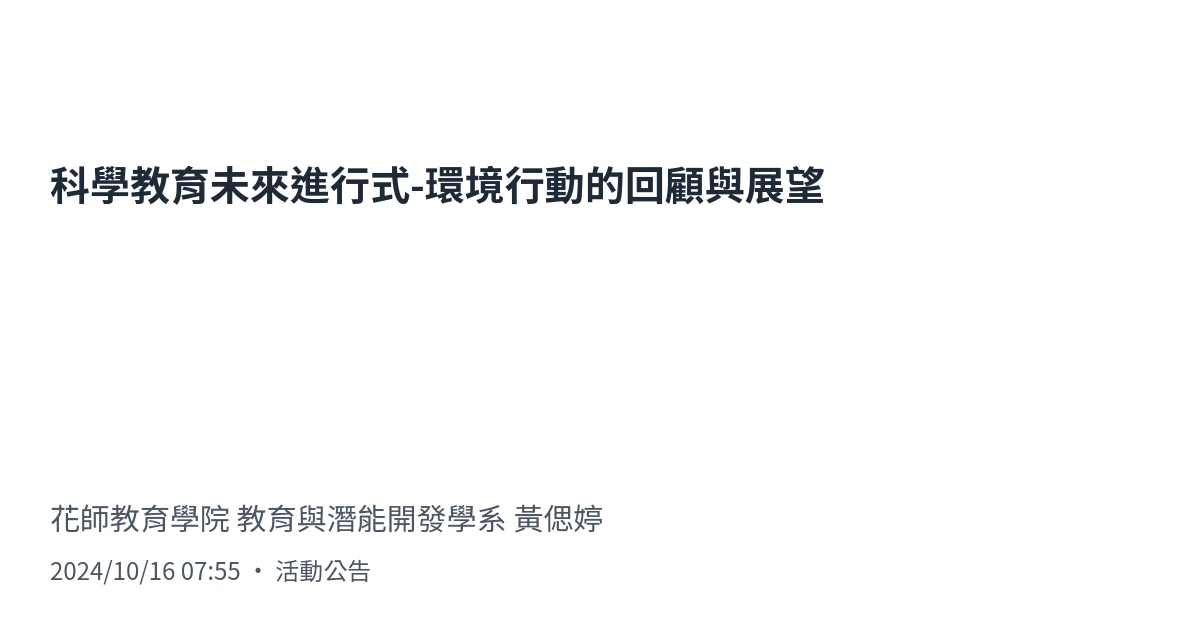 科學教育未來進行式-環境行動的回顧與展望
花師教育學院 教育與潛能開發學系 黃偲婷
2024/10/16 07:55 • 活動公告